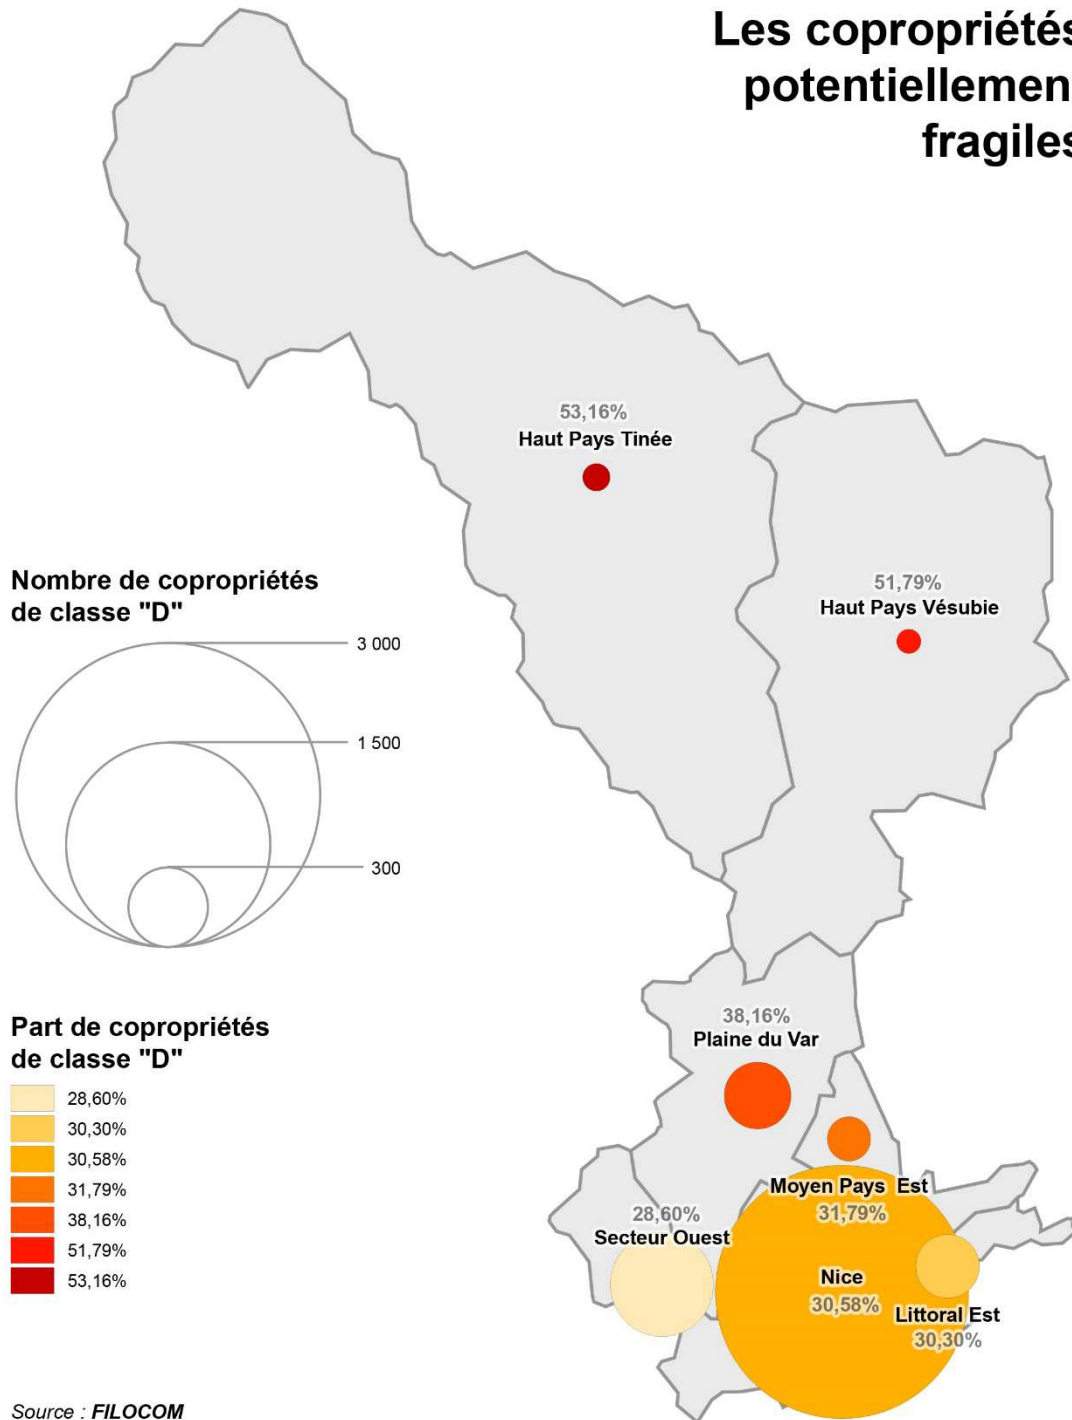 Les copropriétés
potentiellement
fragiles
53,16%
Haut Pays Tinée
51,79%
Haut Pays Vésubie
Nombre de copropriétés
de classe "D"
3 000
1 500
300
38,16%
Plaine du Var
Part de copropriétés
de classe "D"
28,60%
30,30%
30,58%
31,79%
38,16%
51,79%
53,16%
Moyen Pays Est
31,79%
28,60%
Secteur Ouest
Nice
30,58%
Littoral Est
30,30%
Source : FILOCOM